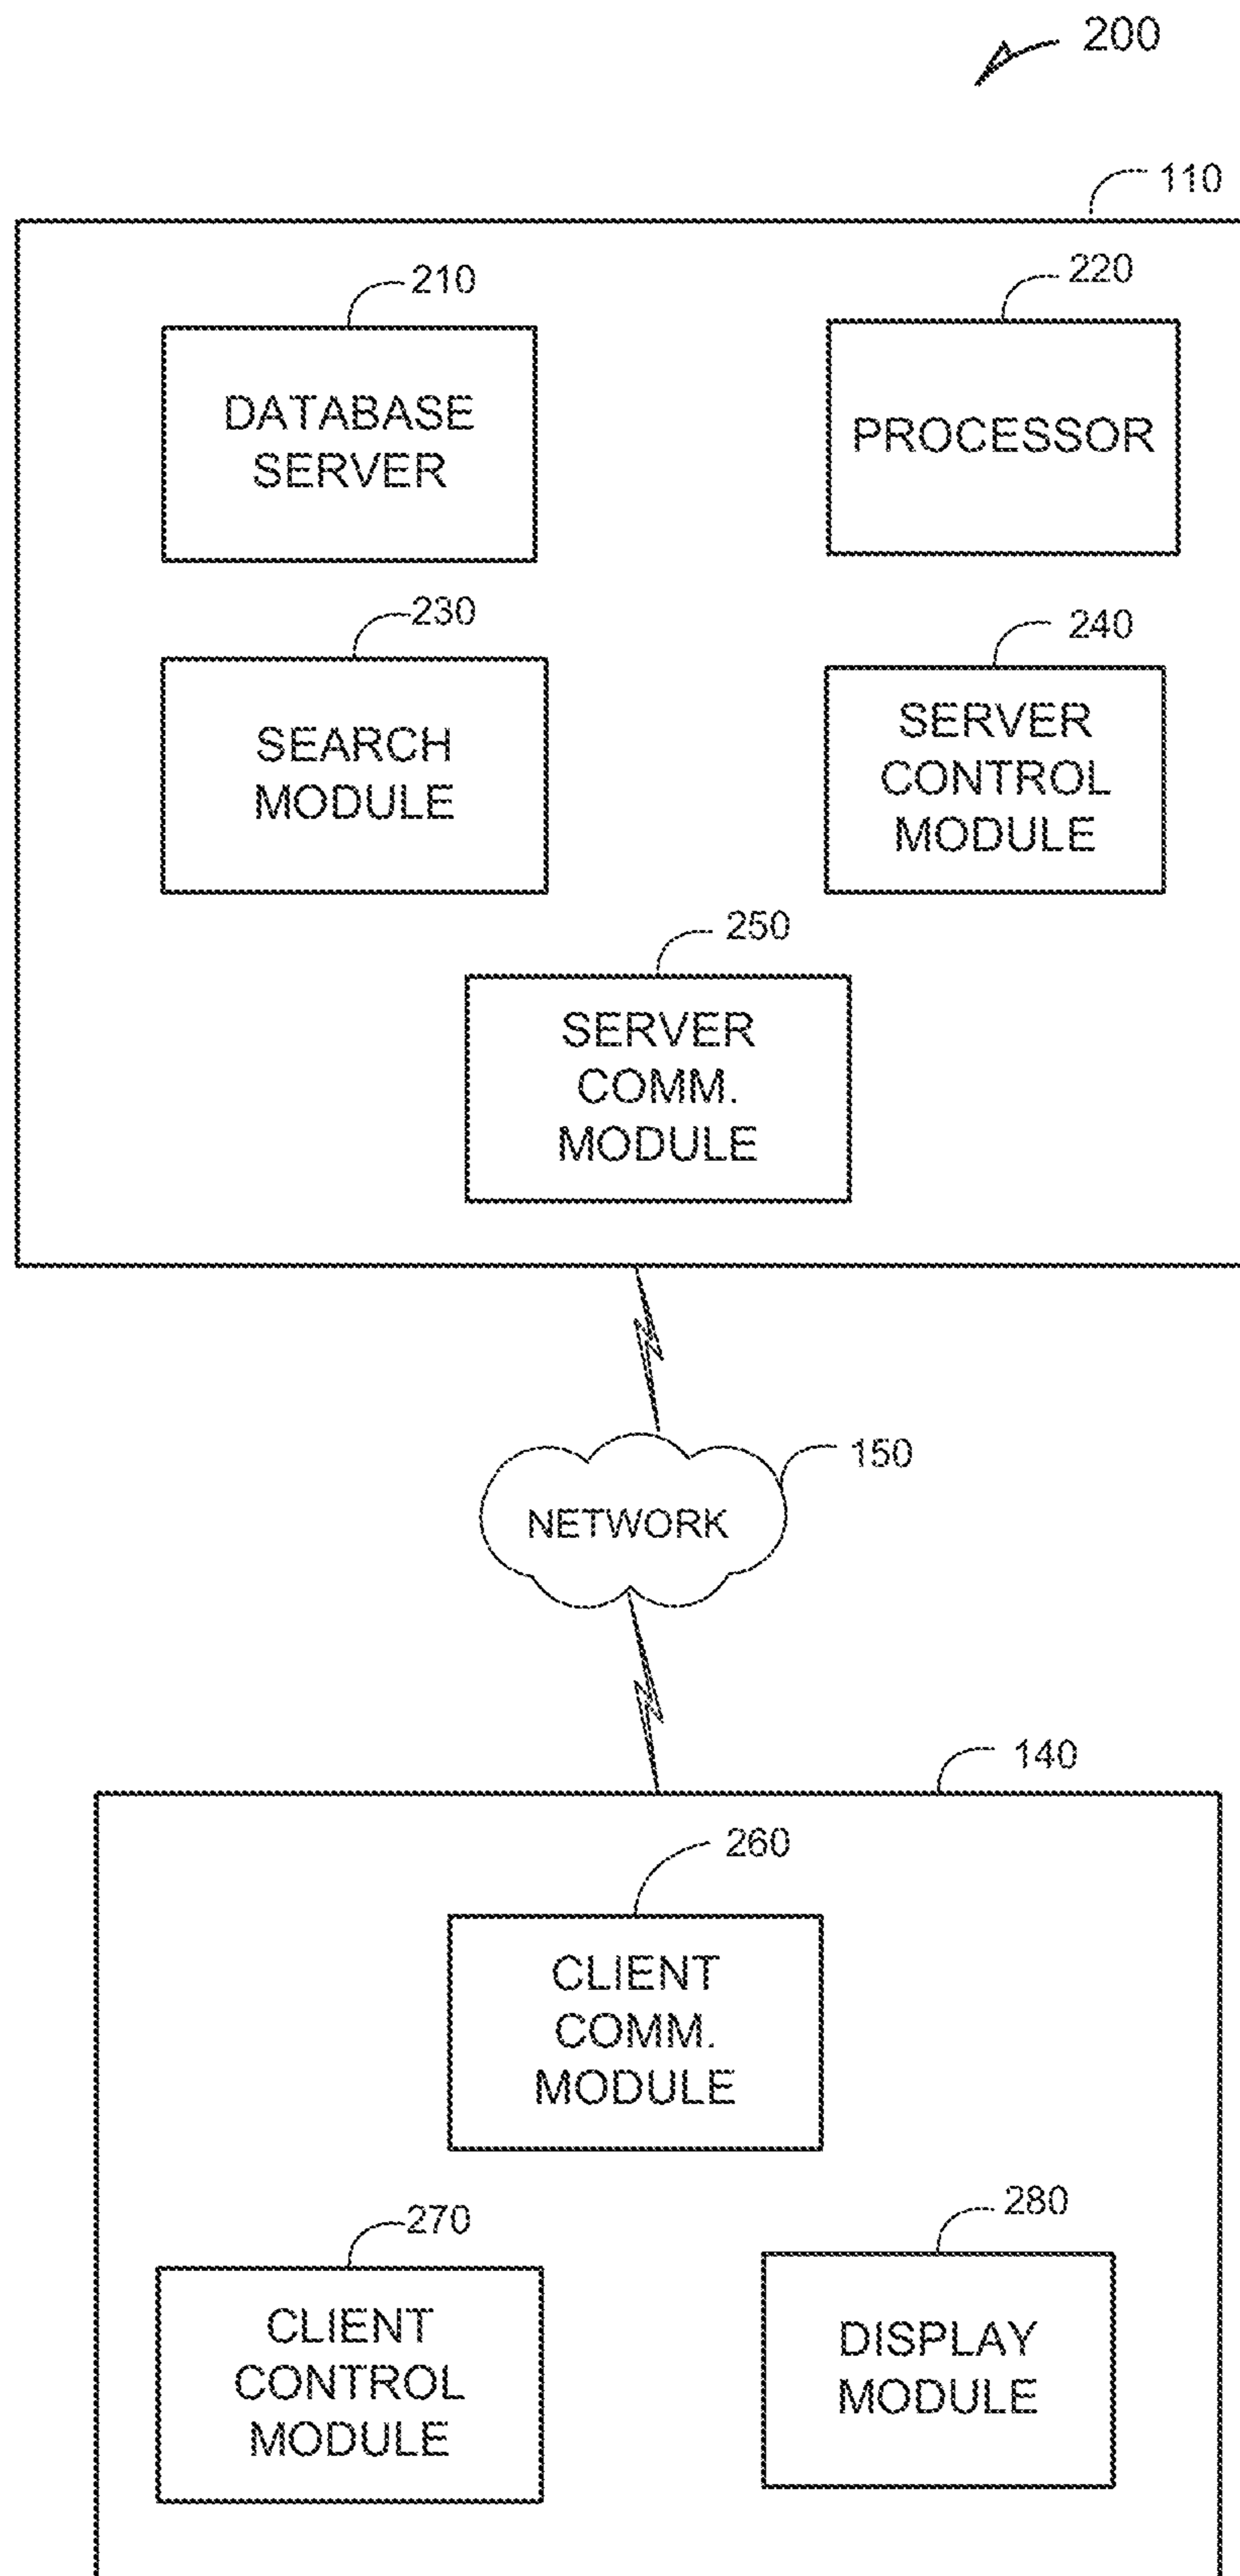 200
110
210
220
DATABASE
SERVER
PROCESSOR
230
240
SEARCH
MODULE
SERVER
CONTROL
MODULE
250
SERVER
COMM.
MODULE
150
NETWORK
140
260
CLIENT
COMM.
MODULE
270
280
CLIENT
CONTROL
MODULE
DISPLAY
MODULE